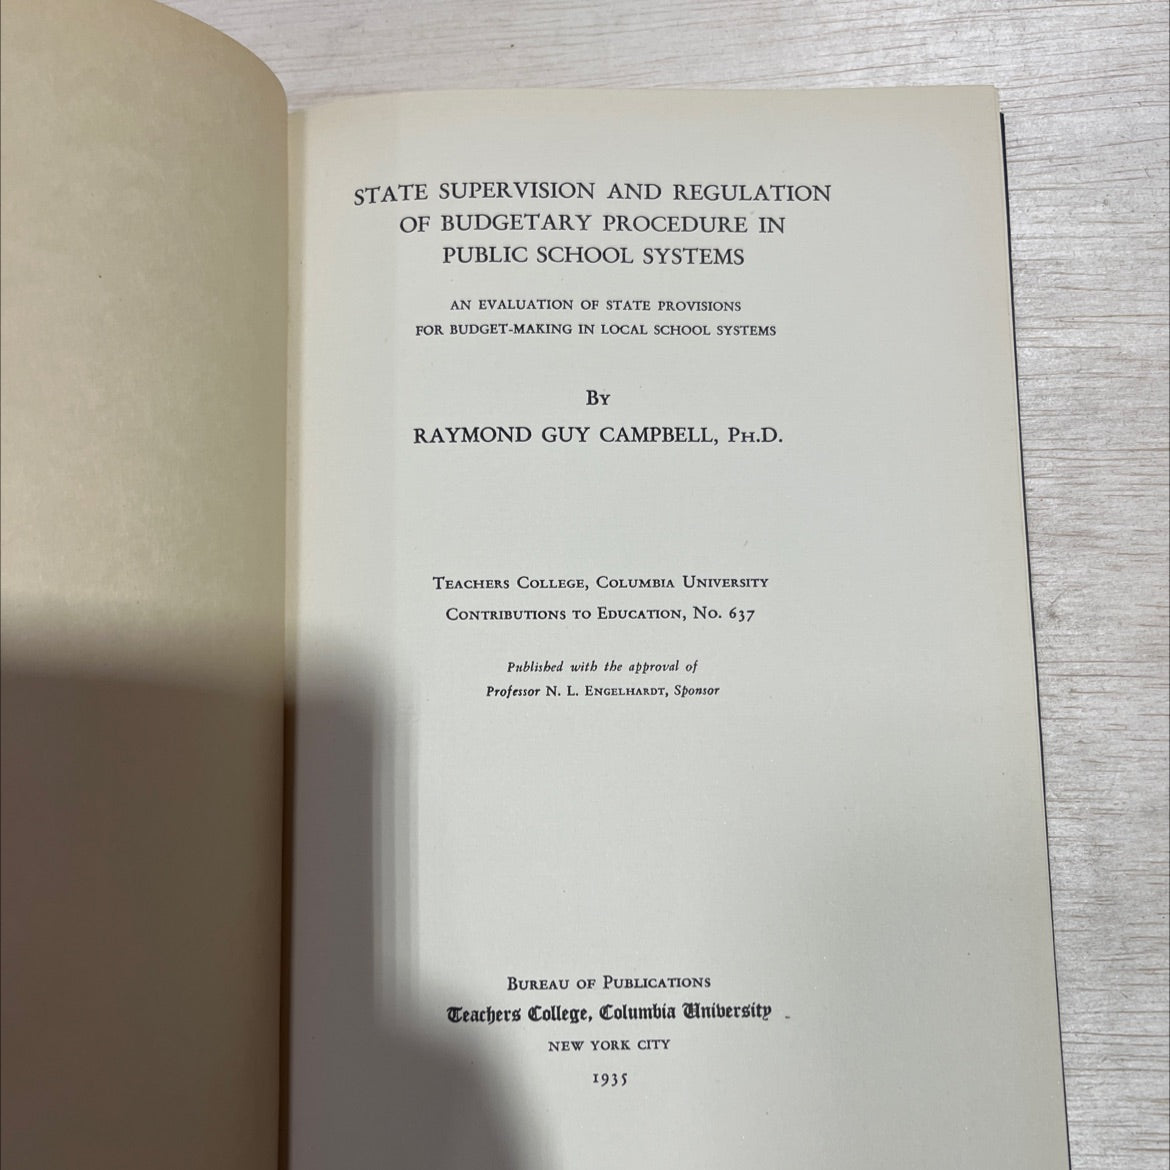 STATE SUPERVISION AND REGULATION
OF BUDGETARY PROCEDURE IN
PUBLIC SCHOOL SYSTEMS
AN EVALUATION OF STATE PROVISIONS
FOR BUDGET-MAKING IN LOCAL SCHOOL SYSTEMS
By
RAYMOND GUY CAMPBELL, Ph.D.
Teachers College, Columbia University
Contributions to Education, No. 637
Published with the approval of
Professor N. L. Engelhardt, Sponsor
Bureau of Publications
Teachers College, Columbia University
NEW YORK CITY
1935